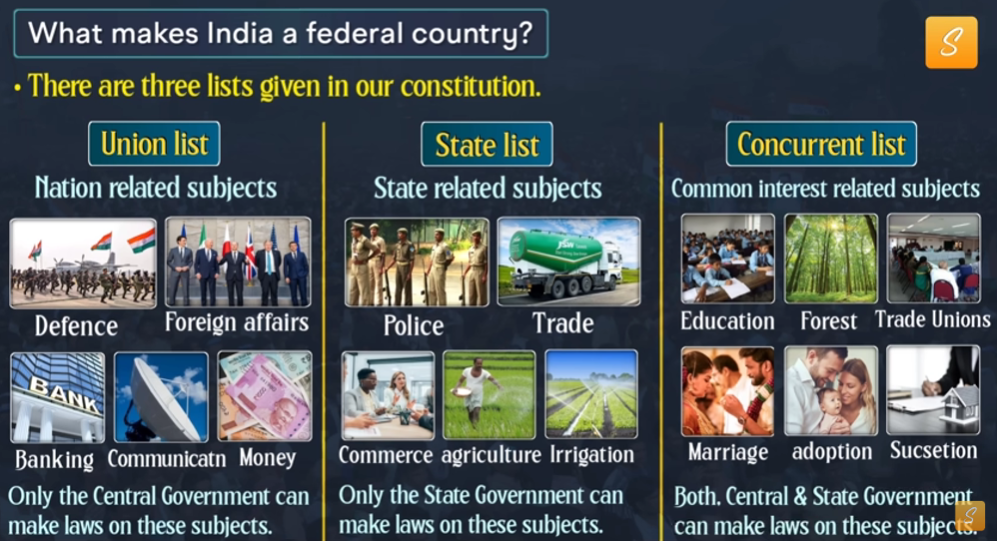 What makes India a federal country?
S
• There are three lists given in our constitution.
Union list
Nation related subjects
Defence
Foreign affairs
BANK
Banking
Communicatn
Money
Only the Central Government can
make laws on these subjects.
State list
State related subjects
Police
Trade
Commerce
agriculture
Irrigation
Only the State Government can
make laws on these subjects.
Concurrent list
Common interest related subjects
Education
Forest
Trade Unions
Marriage
adoption
Sucsetion
Both, Central & State Government
can make laws on these subjects.
S